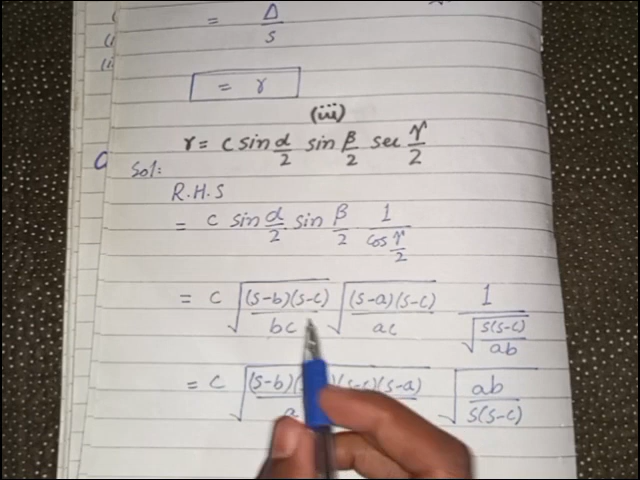 = Δ/s
= r
(iii)
r = c sin α/2 sin β/2 sec γ/2
Sol:
R.H.S
= c sin α/2 sin β/2 1/cos γ/2
= c √((s-b)(s-c)/bc) √((s-a)(s-c)/ac) 1/√(s(s-c)/ab)
= c √((s-b)( (s-c)(s-a)/a √(ab/s(s-c))